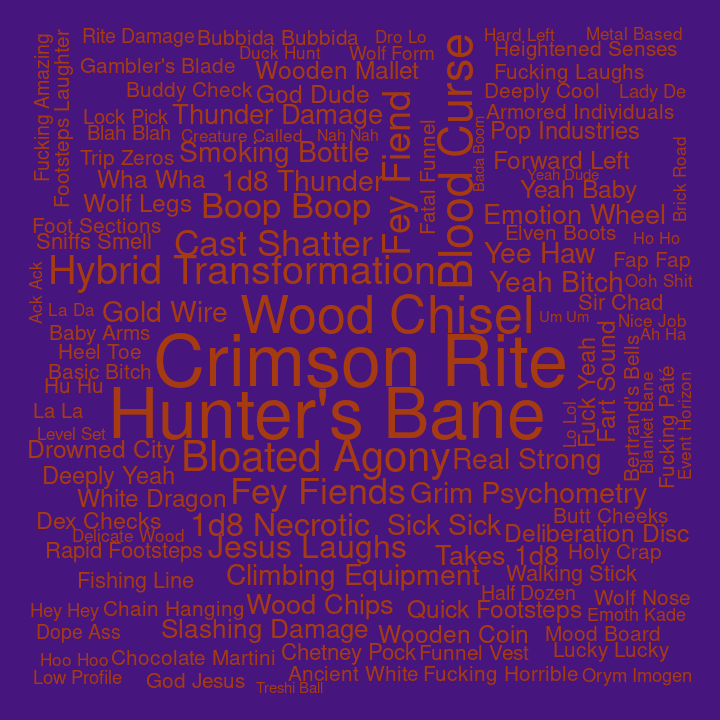 Rite Damage
Bubbida Bubbida
Dro Lo
Hard Left
Metal Based
Duck Hunt
Wolf Form
Heightened Senses
Fucking Amazing
Footsteps Laughter
Gambler's Blade
Wooden Mallet
Blood Curse
Fucking Laughs
Buddy Check
God Dude
Deeply Cool
Lady De
Lock Pick
Thunder Damage
Fey Fiend
Armored Individuals
Blah Blah
Creature Called
Nah Nah
Fatal Funnel
Bada Boom
Pop Industries
Trip Zeros
Smoking Bottle
Forward Left
Brick Road
Wha Wha
1d8 Thunder
Yeah Dude
Yeah Baby
Wolf Legs
Boop Boop
Emotion Wheel
Foot Sections
Sniffs Smell
Cast Shatter
Elven Boots
Ho Ho
Yee Haw
Fap Fap
Ack Ack
Hybrid Transformation
Yeah Bitch
Ooh Shit
La Da
Gold Wire
Wood Chisel
Um Um
Sir Chad
Nice Job
Baby Arms
Ah Ha
Heel Toe
Crimson Rite
Fuck Yeah
Fart Sound
Bertrand's Bells
Blanket Bane
Fucking Pâté
Event Horizon
Basic Bitch
Hu Hu
La La
Hunter's Bane
Lo Lol
Level Set
Drowned City
Bloated Agony
Real Strong
Deeply Yeah
White Dragon
Fey Fiends
Grim Psychometry
Dex Checks
1d8 Necrotic
Sick Sick
Butt Cheeks
Delicate Wood
Deliberation Disc
Rapid Footsteps
Jesus Laughs
Takes 1d8
Holy Crap
Fishing Line
Climbing Equipment
Walking Stick
Hey Hey
Chain Hanging
Wood Chips
Quick Footsteps
Half Dozen
Wolf Nose
Emoth Kade
Dope Ass
Slashing Damage
Wooden Coin
Mood Board
Hoo Hoo
Chocolate Martini
Chetney Pock
Funnel Vest
Lucky Lucky
Low Profile
God Jesus
Treshi Ball
Ancient White
Fucking Horrible
Orym Imogen